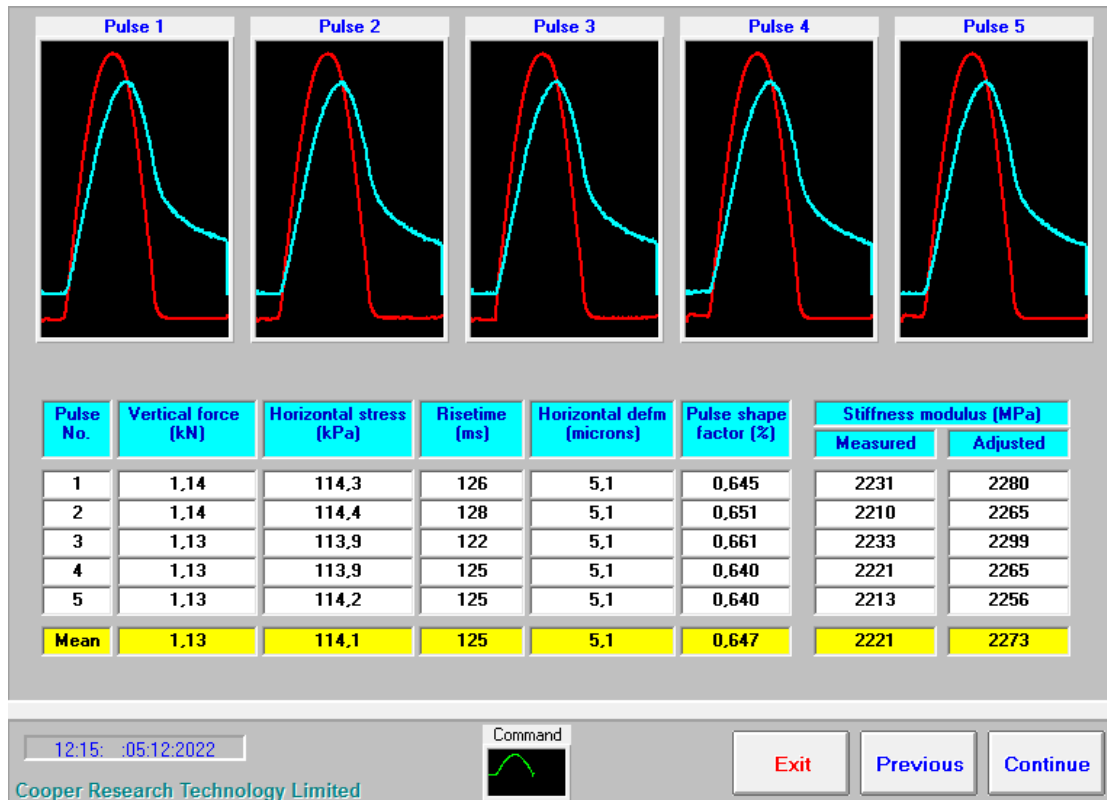 Pulse 1 Pulse 2 Pulse 3 Pulse 4 Pulse 5
Pulse No. Vertical force (kN) Horizontal stress (kPa) Risetime (ms) Horizontal defm (microns) Pulse shape factor (%) Stiffness modulus (MPa)
Measured Adjusted
1 1,14 114,3 126 5,1 0,645 2231 2280
2 1,14 114,4 128 5,1 0,651 2210 2265
3 1,13 113,9 122 5,1 0,661 2233 2299
4 1,13 113,9 125 5,1 0,640 2221 2265
5 1,13 114,2 125 5,1 0,640 2213 2256
Mean 1,13 114,1 125 5,1 0,647 2221 2273
12:15: :05:12:2022
Command
Exit Previous Continue
Cooper Research Technology Limited